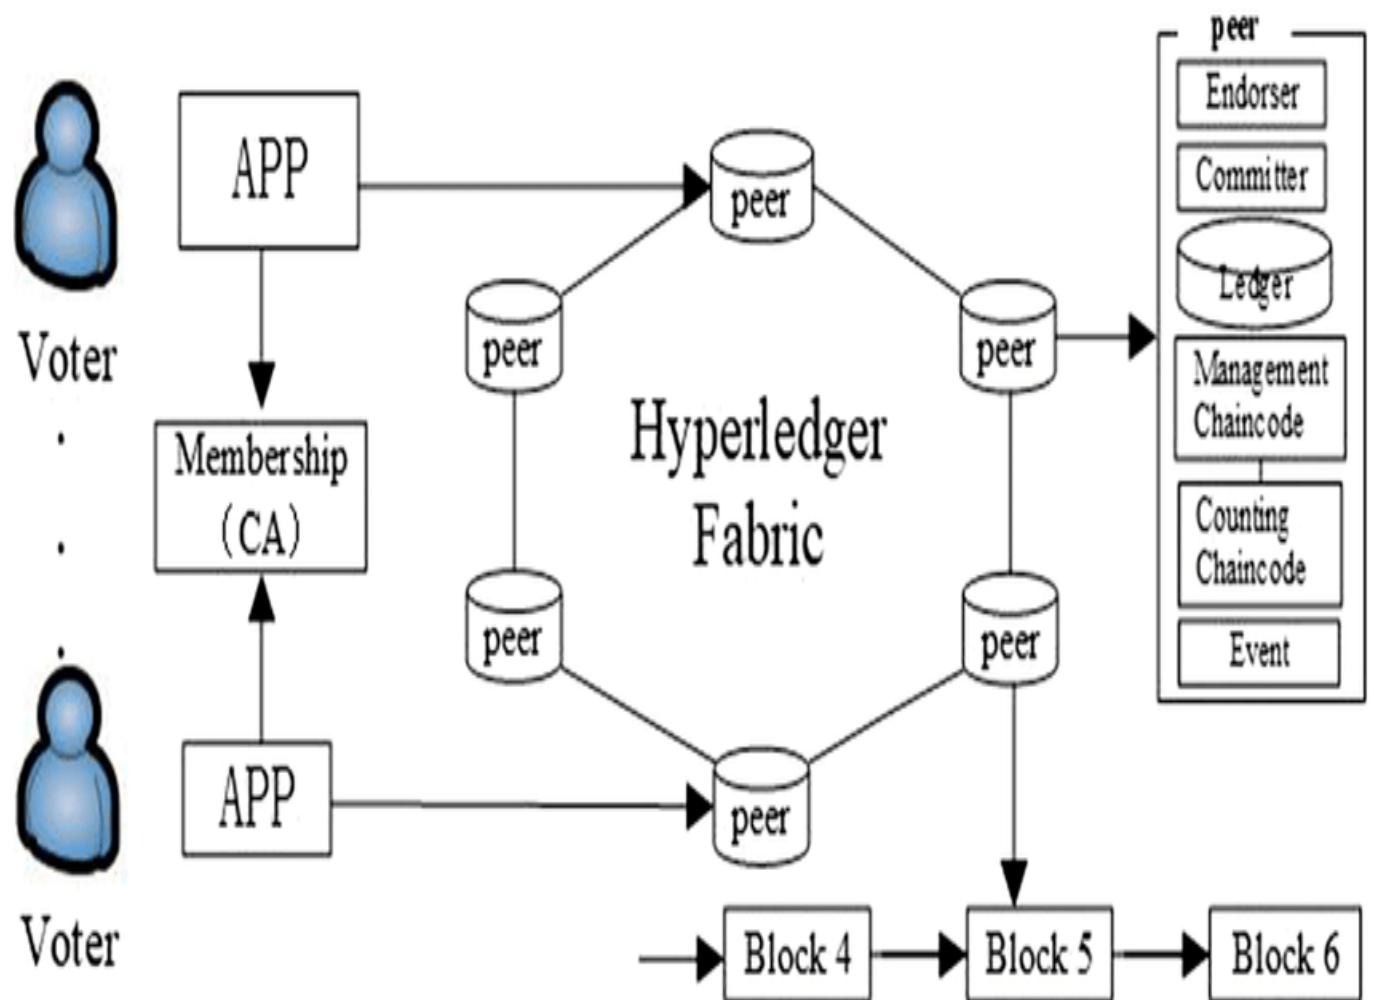 peer
Endorser
Committer
Ledger
Management
Chaincode
Counting
Chaincode
Event
APP
peer
Voter
peer
peer
Membership
(CA)
Hyperledger
Fabric
peer
peer
APP
peer
Voter
Block 4
Block 5
Block 6